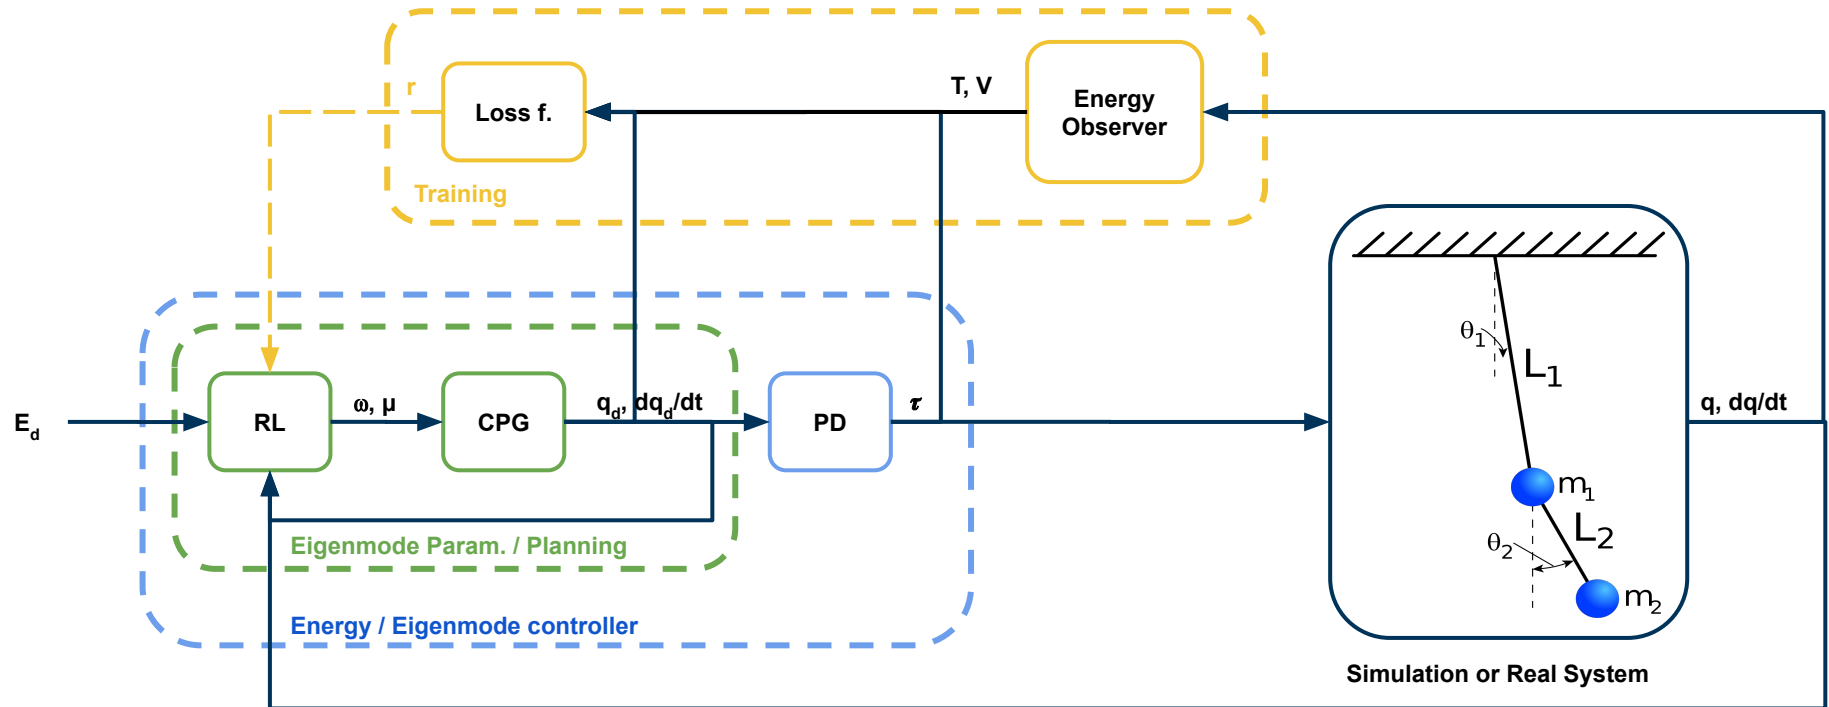 r
Loss f.
T, V
Energy
Observer
Training
θ1
L1
E_d
RL
ω, μ
CPG
q_d, dq_d/dt
PD
τ
q, dq/dt
m1
L2
θ2
m2
Eigenmode Param. / Planning
Energy / Eigenmode controller
Simulation or Real System